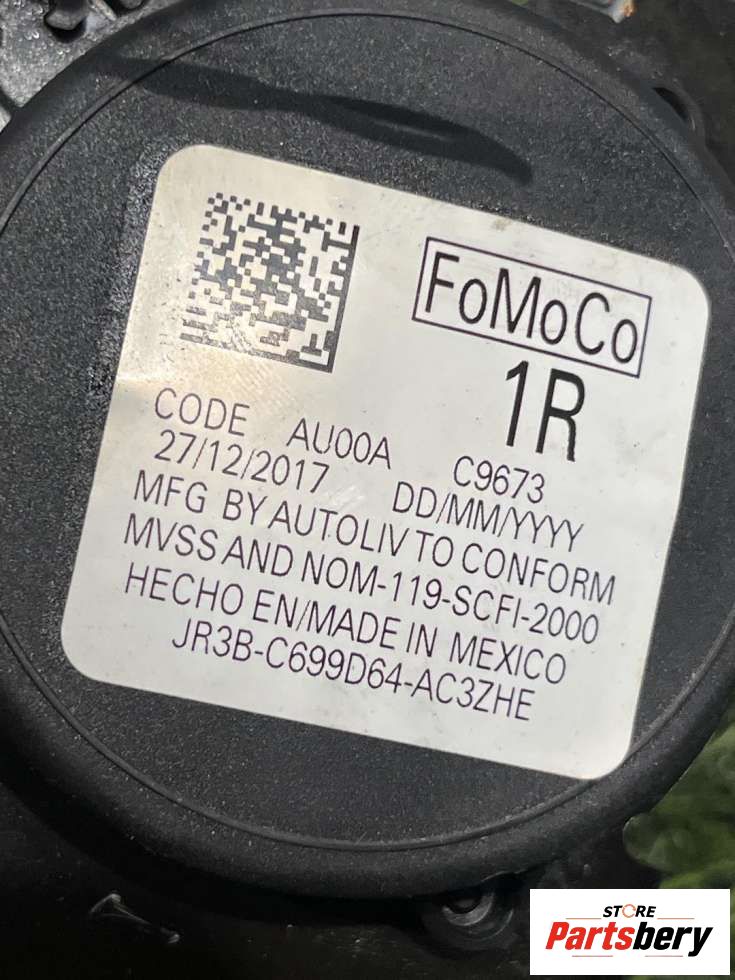 FoMoCo
1R
CODE AU00A C9673
27/12/2017 DD/MM/YYYY
MFG BY AUTOLIV TO CONFORM
MVSS AND NOM-119-SCFI-2000
HECHO EN/MADE IN MEXICO
JR3B-C699D64-AC3ZHE
STORE
Partsbery